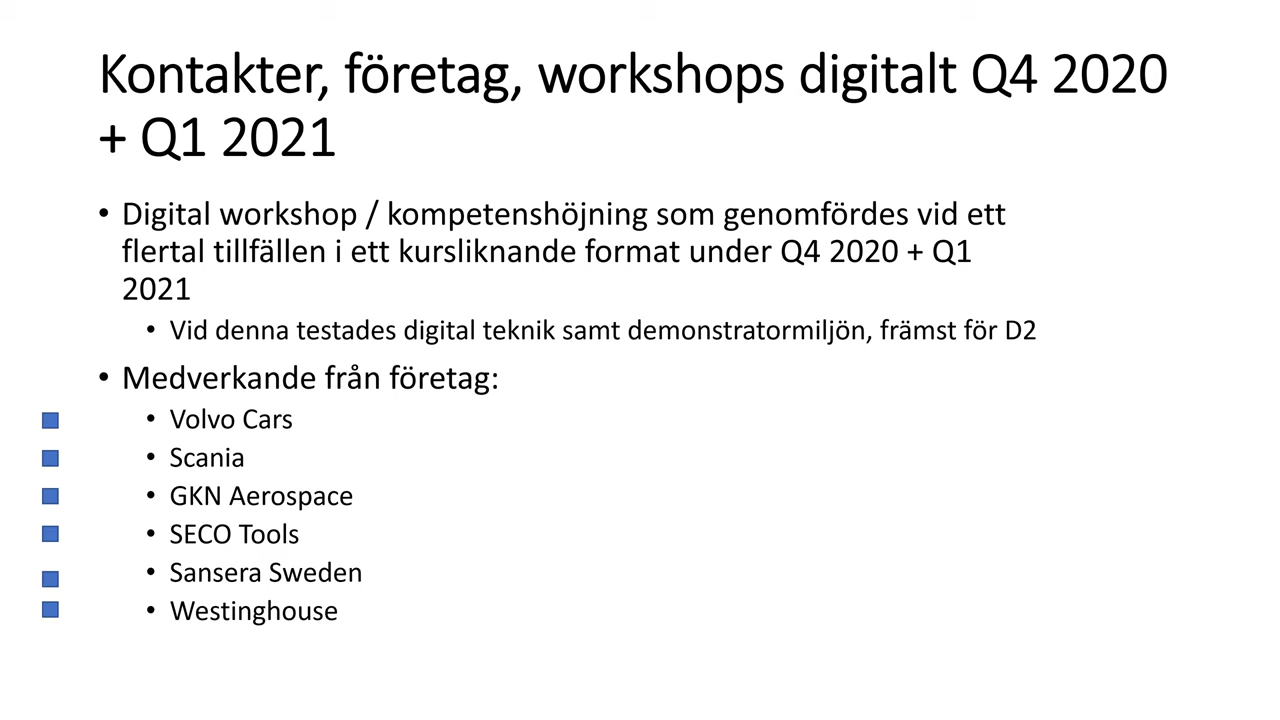 Kontakter, företag, workshops digitalt Q4 2020
+ Q1 2021
• Digital workshop / kompetenshöjning som genomfördes vid ett
flertal tillfällen i ett kursliknande format under Q4 2020 + Q1
2021
• Vid denna testades digital teknik samt demonstratormiljön, främst för D2
• Medverkande från företag:
• Volvo Cars
• Scania
• GKN Aerospace
• SECO Tools
• Sansera Sweden
• Westinghouse